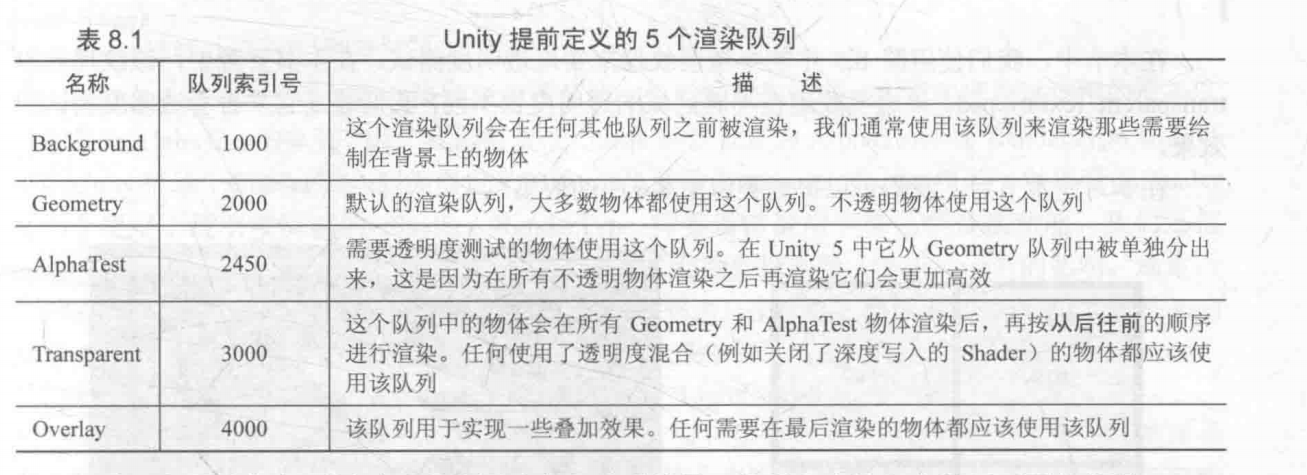 表 8.1 Unity 提前定义的 5 个渲染队列
名称 队列索引号 描 述
Background 1000 这个渲染队列会在任何其他队列之前被渲染，我们通常使用该队列来渲染那些需要绘
制在背景上的物体
Geometry 2000 默认的渲染队列，大多数物体都使用这个队列。不透明物体使用这个队列
AlphaTest 2450 需要透明度测试的物体使用这个队列。在 Unity 5 中它从 Geometry 队列中被单独分出
来，这是因为在所有不透明物体渲染之后再渲染它们会更加高效
Transparent 3000 这个队列中的物体会在所有 Geometry 和 AlphaTest 物体渲染后，再按从后往前的顺序
进行渲染。任何使用了透明度混合（例如关闭了深度写入的 Shader）的物体都应该使
用该队列
Overlay 4000 该队列用于实现一些叠加效果。任何需要在最后渲染的物体都应该使用该队列